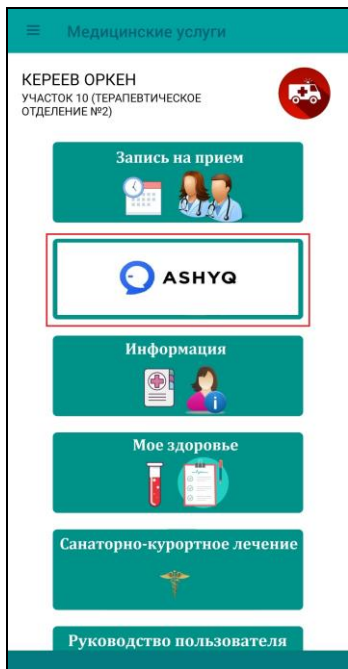 Медицинские услуги
КЕРЕЕВ ОРКЕН
УЧАСТОК 10 (ТЕРАПЕВТИЧЕСКОЕ
ОТДЕЛЕНИЕ №2)
Запись на прием
ASHYQ
Информация
Мое здоровье
Санаторно-курортное лечение
Руководство пользователя